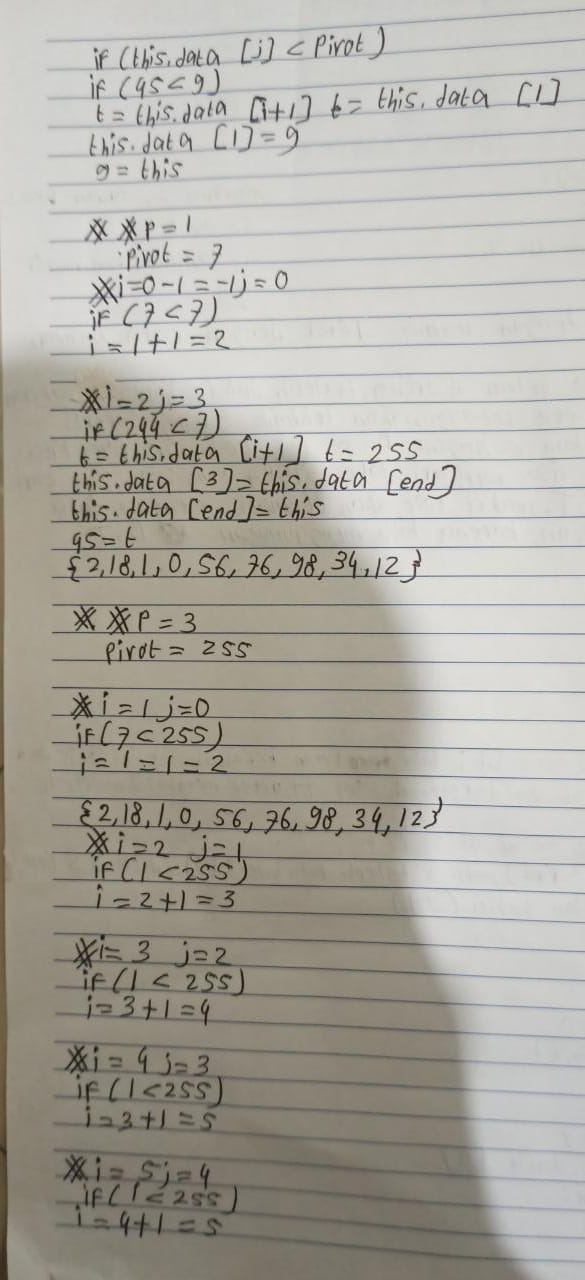 if (this.data [j] < Pivot)
if (95<9)
t = this.data [i+1] t = this.data [1]
this.data [1] = 9
9 = this
** P = 1
Pivot = 7
* i=0-1=-1 j=0
if (7<7)
i = 1+1=2
* i=2 j=3
if (244<7)
t= this.data [i+1] t= 255
this.data [3]= this.data [end]
this.data [end]= this
95=t
{2,18,1,0,56,76,98,34,12}
* * P = 3
Pivot = 255
* i = 1 j=0
if (7<255)
i = 1 = 1 = 2
{2,18,1,0,56,76,98,34,12}
* i=2 j=1
if (1<255)
i = 2+1=3
* i= 3 j=2
if (1 < 255)
i=3+1=4
* i = 4 j=3
if (1<255)
i=3+1=5
* i= 5 j=4
if (1<255)
i=4+1=5